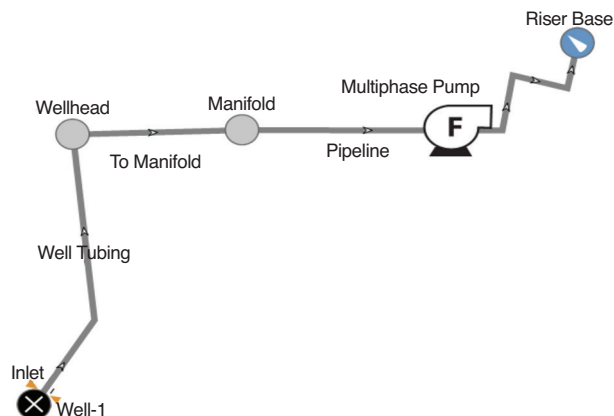 Riser Base
Multiphase Pump
Wellhead
Manifold
F
To Manifold
Pipeline
Well Tubing
Inlet
Well-1